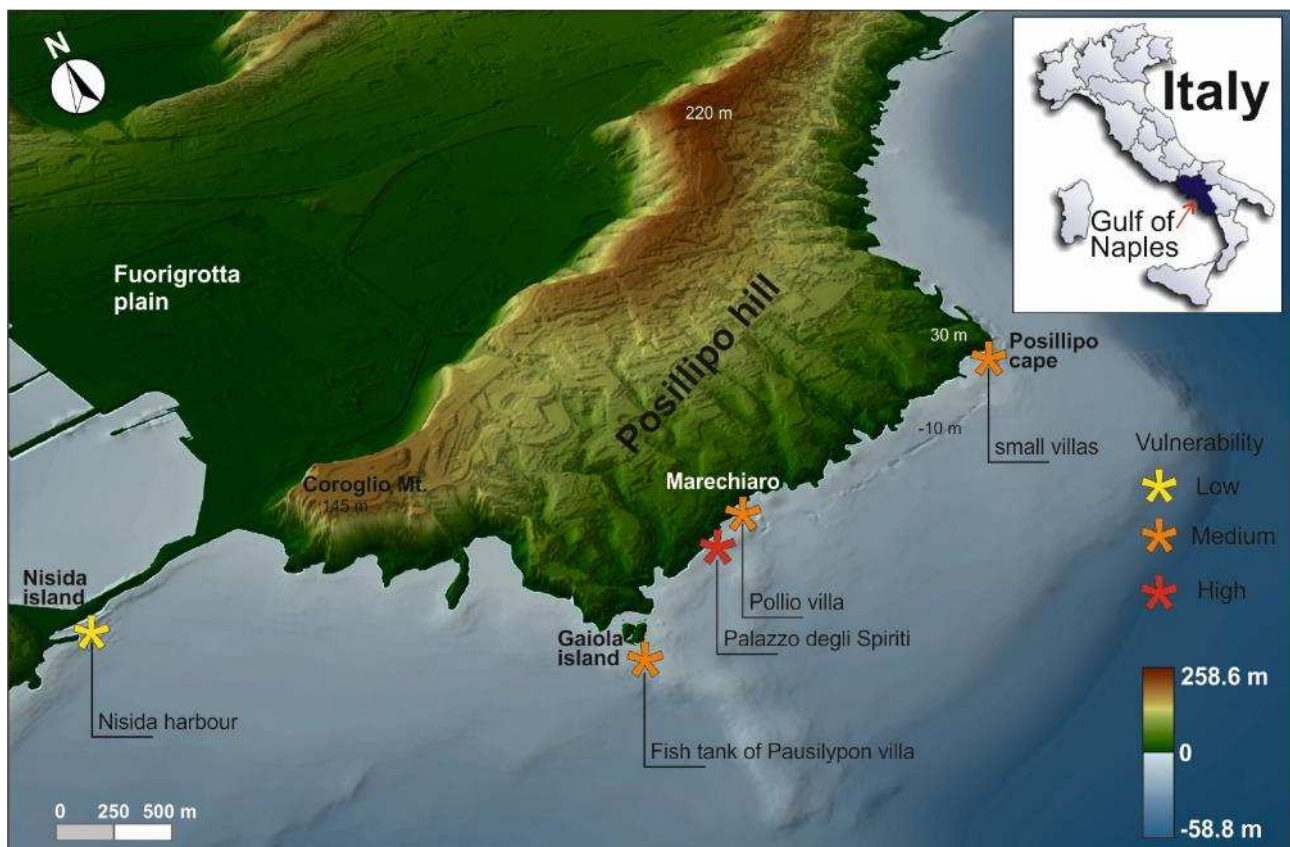 N
Italy
Gulf of
Naples
220 m
Fuorigrotta
plain
Posillipo hill
30 m
Posillipo
cape
-10 m
small villas
Vulnerability
Low
Medium
High
Marechiaro
Coroglio Mt.
145 m
Nisida
island
Pollio villa
Palazzo degli Spiriti
Gaiola
island
Nisida harbour
Fish tank of Pausilypon villa
258.6 m
0
-58.8 m
0 250 500 m